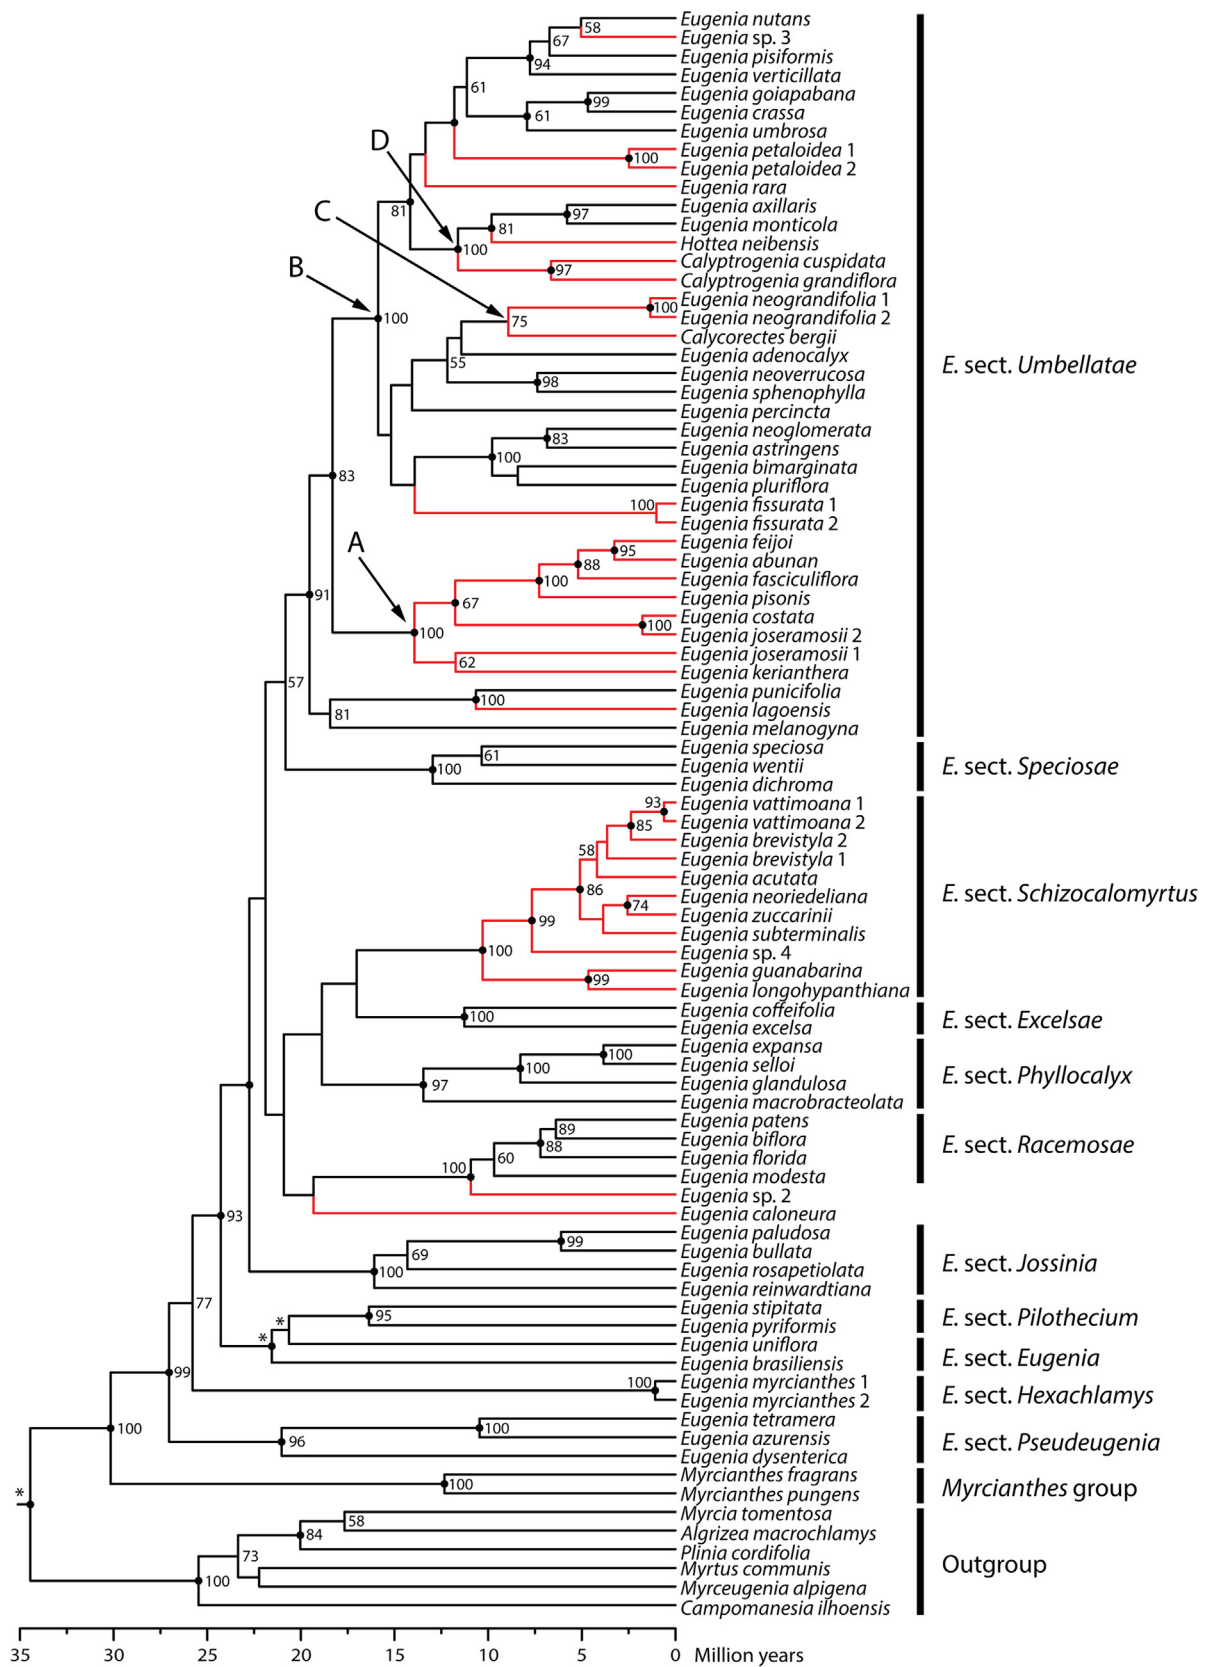 Eugenia nutans
58
Eugenia sp. 3
67
Eugenia pisiformis
94
Eugenia verticillata
61
Eugenia goiapabana
99
Eugenia crassa
61
Eugenia umbrosa
D
Eugenia petaloidea 1
100
Eugenia petaloidea 2
Eugenia rara
C
81
Eugenia axillaris
97
Eugenia monticola
81
Hottea neibensis
100
Calyptrogenia cuspidata
B
97
Calyptrogenia grandiflora
Eugenia neograndifolia 1
100
Eugenia neograndifolia 2
100
75
Calycorectes bergii
Eugenia adenocalyx
55
E. sect. Umbellatae
Eugenia neoverrucosa
98
Eugenia sphenophylla
Eugenia percincta
Eugenia neoglomerata
83
Eugenia astringens
100
Eugenia bimarginata
83
Eugenia pluriflora
100
Eugenia fissurata 1
Eugenia fissurata 2
A
Eugenia feijoi
95
Eugenia abunan
88
Eugenia fasciculiflora
100
91
Eugenia pisonis
67
Eugenia costata
100
100
Eugenia joseramosii 2
Eugenia joseramosii 1
62
Eugenia kerianthera
57
Eugenia punicifolia
100
Eugenia lagoensis
81
Eugenia melanogyna
Eugenia speciosa
61
Eugenia wentii
100
E. sect. Speciosae
Eugenia dichroma
93
Eugenia vattimoana 1
Eugenia vattimoana 2
85
Eugenia brevistyla 2
58
Eugenia brevistyla 1
Eugenia acutata
86
E. sect. Schizocalomyrtus
Eugenia neoriedeliana
74
Eugenia zuccarinii
99
Eugenia subterminalis
100
Eugenia sp. 4
Eugenia guanabarina
99
Eugenia longohypanthiana
Eugenia coffeifolia
100
E. sect. Excelsae
Eugenia excelsa
Eugenia expansa
100
Eugenia selloi
100
E. sect. Phyllocalyx
Eugenia glandulosa
97
Eugenia macrobracteolata
Eugenia patens
89
Eugenia biflora
88
E. sect. Racemosae
Eugenia florida
60
100
Eugenia modesta
Eugenia sp. 2
Eugenia caloneura
93
Eugenia paludosa
99
Eugenia bullata
69
E. sect. Jossinia
Eugenia rosapetiolata
100
Eugenia reinwardtiana
77
Eugenia stipitata
95
E. sect. Pilothecium
*
Eugenia pyriformis
*
Eugenia uniflora
E. sect. Eugenia
Eugenia brasiliensis
99
100
Eugenia myrcianthes 1
E. sect. Hexachlamys
Eugenia myrcianthes 2
Eugenia tetramera
100
100
Eugenia azurensis
96
E. sect. Pseudeugenia
Eugenia dysenterica
Myrcianthes fragrans
100
Myrcianthes group
*
Myrcianthes pungens
Myrcia tomentosa
58
Algrizea macrochlamys
84
Plinia cordifolia
73
Outgroup
Myrtus communis
100
Myrceugenia alpigena
Campomanesia ilhoensis
35 30 25 20 15 10 5 0 Million years